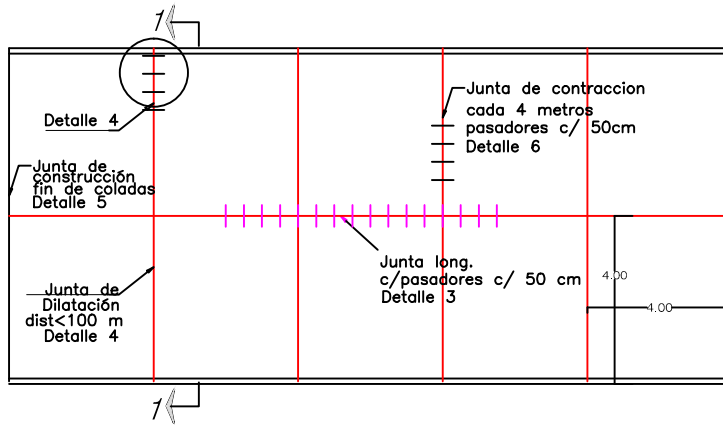 1
Detalle 4
Junta de contraccion
cada 4 metros
pasadores c/ 50cm
Detalle 6
Junta de
construcción
fin de coladas
Detalle 5
Junta long.
c/pasadores c/ 50 cm
Detalle 3
4.00
4.00
Junta de
Dilatación
dist<100 m
Detalle 4
1